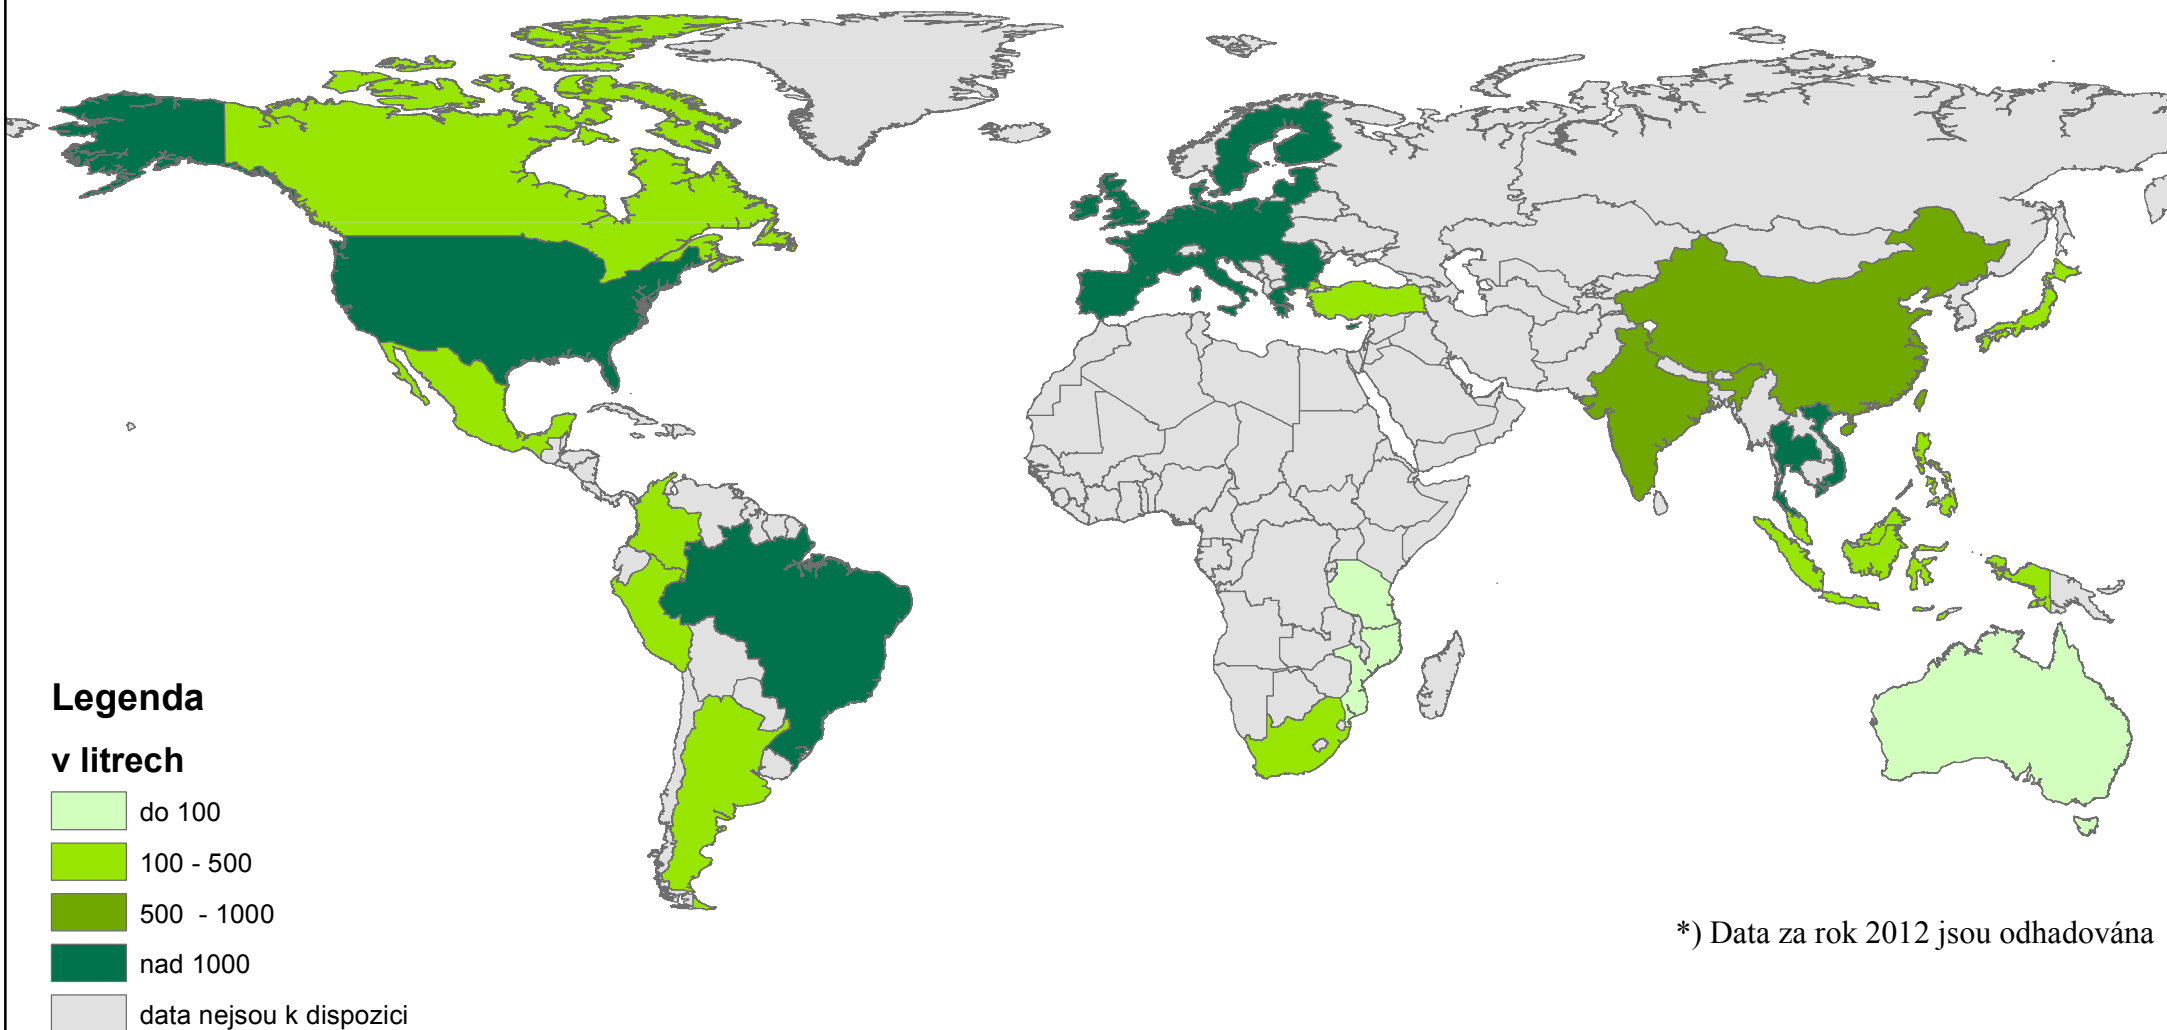 Legenda
v litrech
do 100
100 - 500
500 - 1000
nad 1000
data nejsou k dispozici
*) Data za rok 2012 jsou odhadována